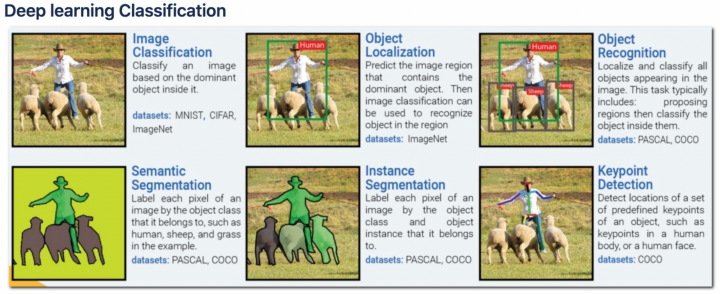 Deep learning Classification
Image
Classification
Classify an image
based on the dominant
object inside it.
datasets: MNIST, CIFAR,
ImageNet
Human
Object
Localization
Predict the image region
that contains the
dominant object. Then
image classification can
be used to recognize
object in the region
datasets: ImageNet
Human
Sheep
Object
Recognition
Localize and classify all
objects appearing in the
image. This task typically
includes: proposing
regions then classify the
object inside them.
datasets: PASCAL, COCO
Semantic
Segmentation
Label each pixel of an
image by the object class
that it belongs to, such as
human, sheep, and grass
in the example.
datasets: PASCAL, COCO
Instance
Segmentation
Label each pixel of an
image by the object
class and object
instance that it belongs
to.
datasets: PASCAL, COCO
Keypoint
Detection
Detect locations of a set
of predefined keypoints
of an object, such as
keypoints in a human
body, or a human face.
datasets: COCO